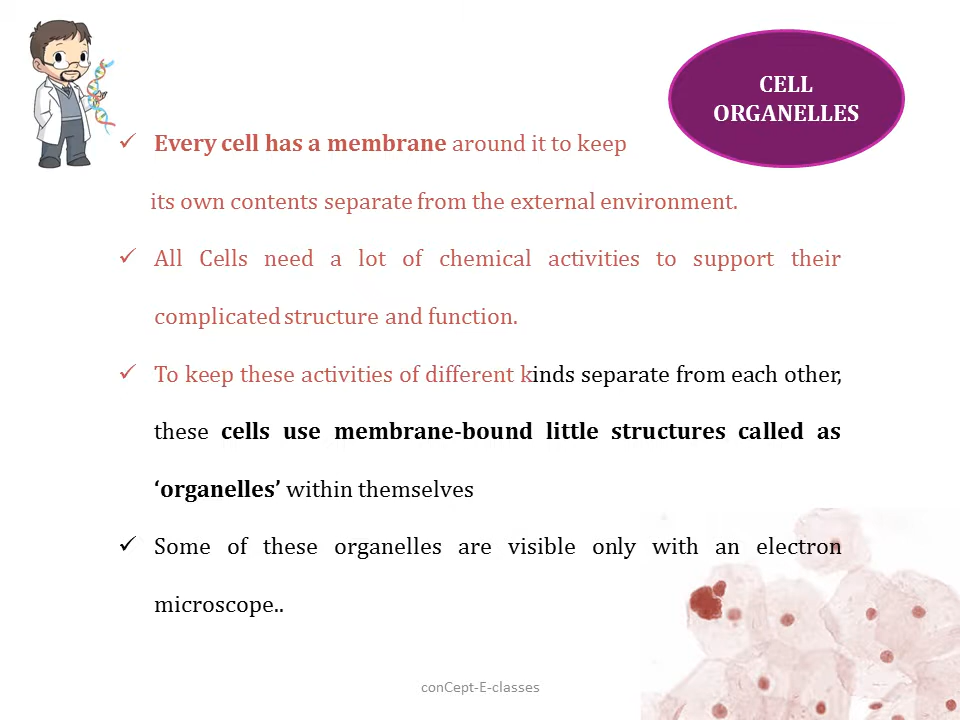 CELL
ORGANELLES
✓ Every cell has a membrane around it to keep
its own contents separate from the external environment.
✓ All Cells need a lot of chemical activities to support their
complicated structure and function.
✓ To keep these activities of different kinds separate from each other,
these cells use membrane-bound little structures called as
‘organelles’ within themselves
✓ Some of these organelles are visible only with an electron
microscope..
conCept-E-classes